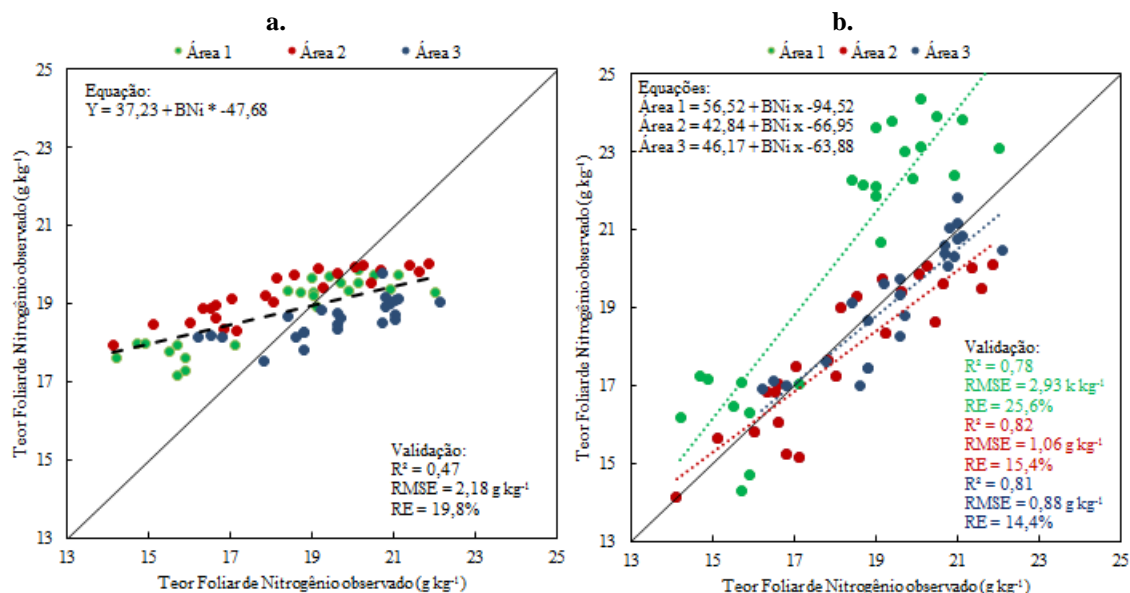 a.
Área 1 Área 2 Área 3
Teor Foliar de Nitrogênio observado (g kg⁻¹)
25
23
21
19
17
15
13
Equação:
Y = 37,23 + BNi * -47,68
Validação:
R² = 0,47
RMSE = 2,18 g kg⁻¹
RE = 19,8%
13 15 17 19 21 23 25
Teor Foliar de Nitrogênio observado (g kg⁻¹)
b.
Área 1 Área 2 Área 3
Teor Foliar de Nitrogênio observado (g kg⁻¹)
25
23
21
19
17
15
13
Equações:
Área 1 = 56,52 + BNi x -94,52
Área 2 = 42,84 + BNi x -66,95
Área 3 = 46,17 + BNi x -63,88
Validação:
R² = 0,78
RMSE = 2,93 k kg⁻¹
RE = 25,6%
R² = 0,82
RMSE = 1,06 g kg⁻¹
RE = 15,4%
R² = 0,81
RMSE = 0,88 g kg⁻¹
RE = 14,4%
13 15 17 19 21 23 25
Teor Foliar de Nitrogênio observado (g kg⁻¹)